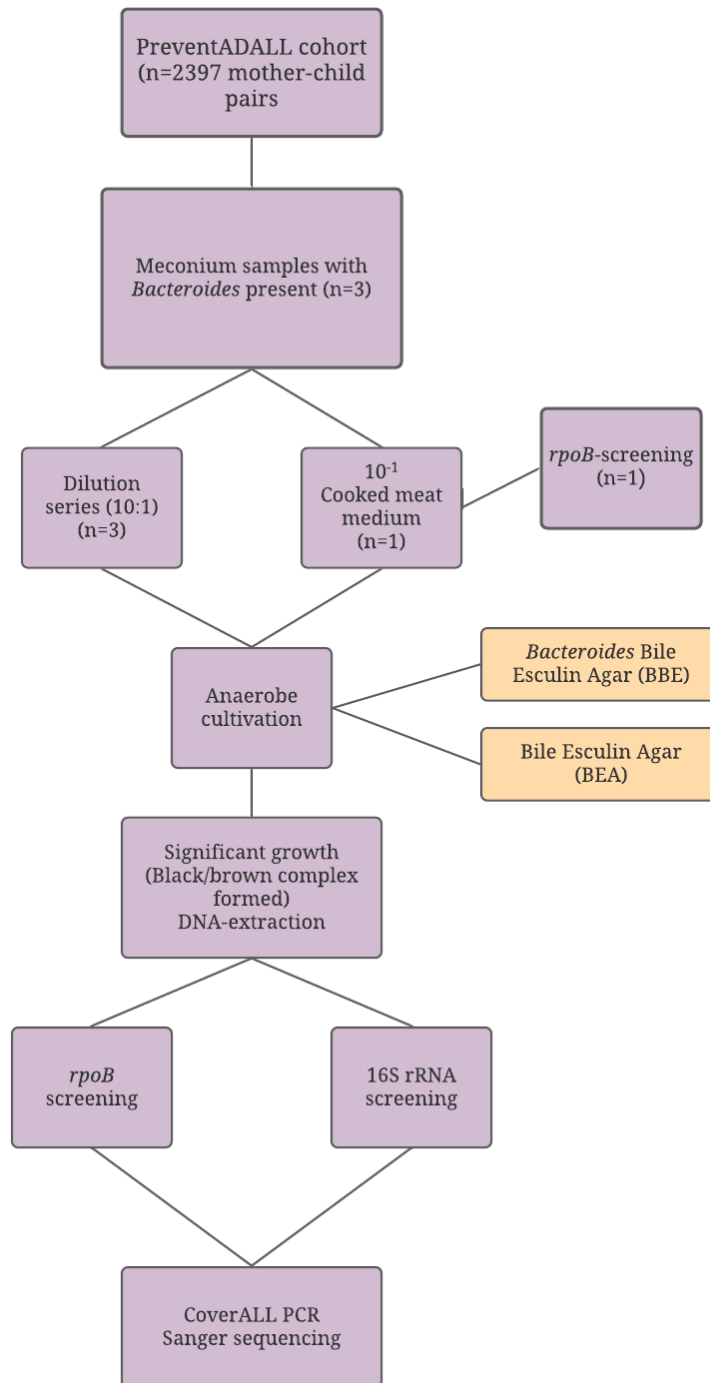 PreventADALL cohort
(n=2397 mother-child
pairs
Meconium samples with
Bacteroides present (n=3)
Dilution
series (10:1)
(n=3)
10⁻¹
Cooked meat
medium
(n=1)
rpoB-screening
(n=1)
Anaerobe
cultivation
Bacteroides Bile
Esculin Agar (BBE)
Bile Esculin Agar
(BEA)
Significant growth
(Black/brown complex
formed)
DNA-extraction
rpoB
screening
16S rRNA
screening
CoverALL PCR
Sanger sequencing